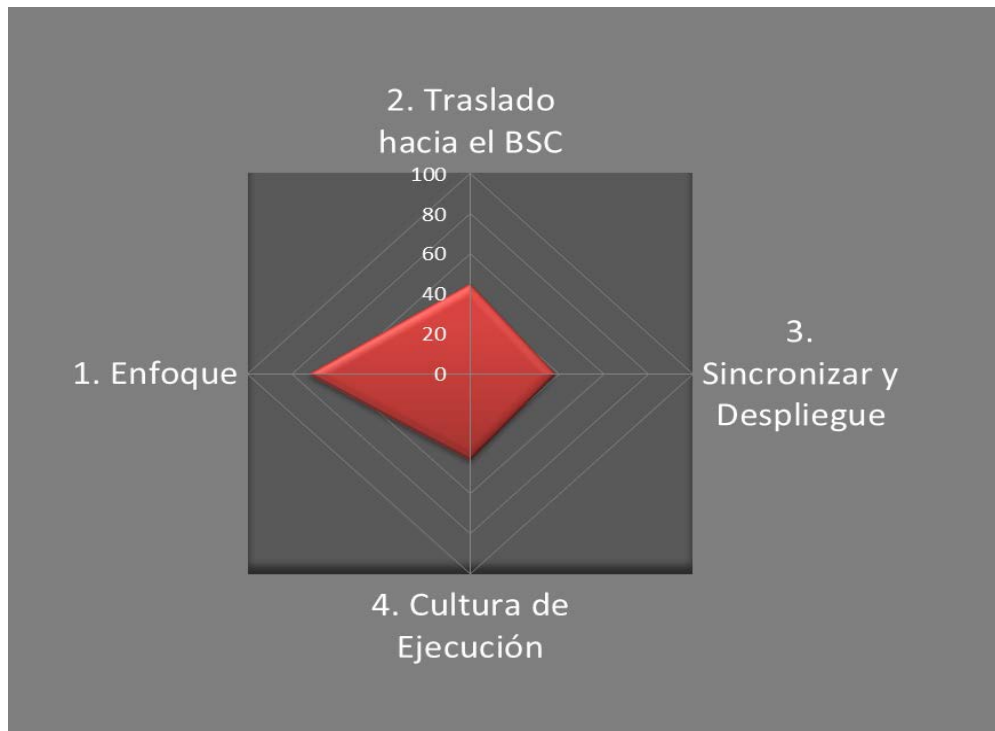 2. Traslado
hacia el BSC
100
80
60
40
20
0
1. Enfoque
3.
Sincronizar y
Despliegue
4. Cultura de
Ejecución